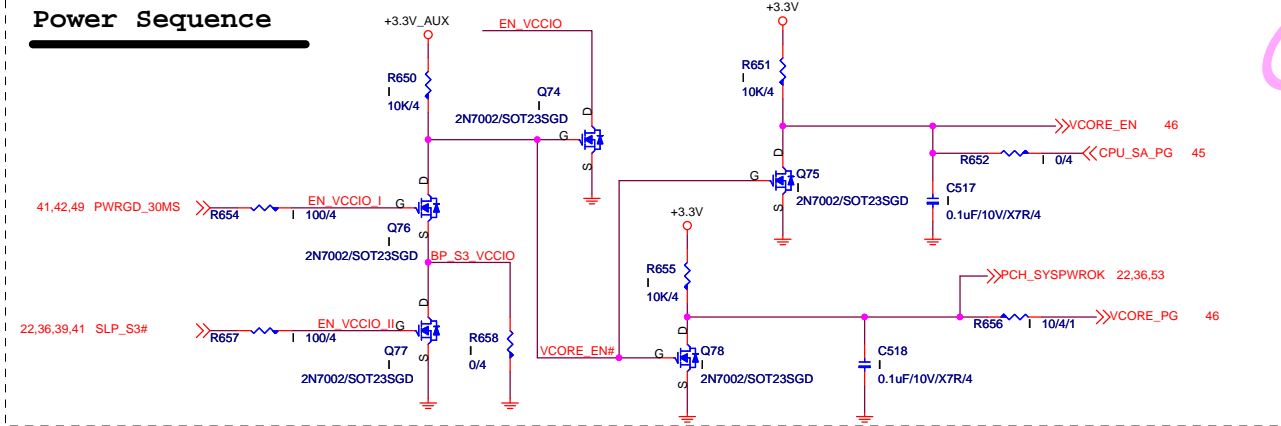 Power Sequence
+3.3V_AUX
EN_VCCIO
+3.3V
R650
I
10K/4
Q74
I
2N7002/SOT23SGD
D
G
S
R651
I
10K/4
VCORE_EN 46
R652
I 0/4
CPU_SA_PG 45
D
G
S
Q75
I
2N7002/SOT23SGD
C517
I
0.1uF/10V/X7R/4
41,42,49 PWRGD_30MS
R654
I 100/4
EN_VCCIO_I
D
G
S
Q76
I
2N7002/SOT23SGD
BP_S3_VCCIO
+3.3V
R655
I
10K/4
PCH_SYSPWROK 22,36,53
R656
I 10/4/1
VCORE_PG 46
22,36,39,41 SLP_S3#
R657
I 100/4
EN_VCCIO_II
D
G
S
Q77
I
2N7002/SOT23SGD
R658
I
0/4
VCORE_EN#
D
G
S
Q78
I
2N7002/SOT23SGD
C518
I
0.1uF/10V/X7R/4